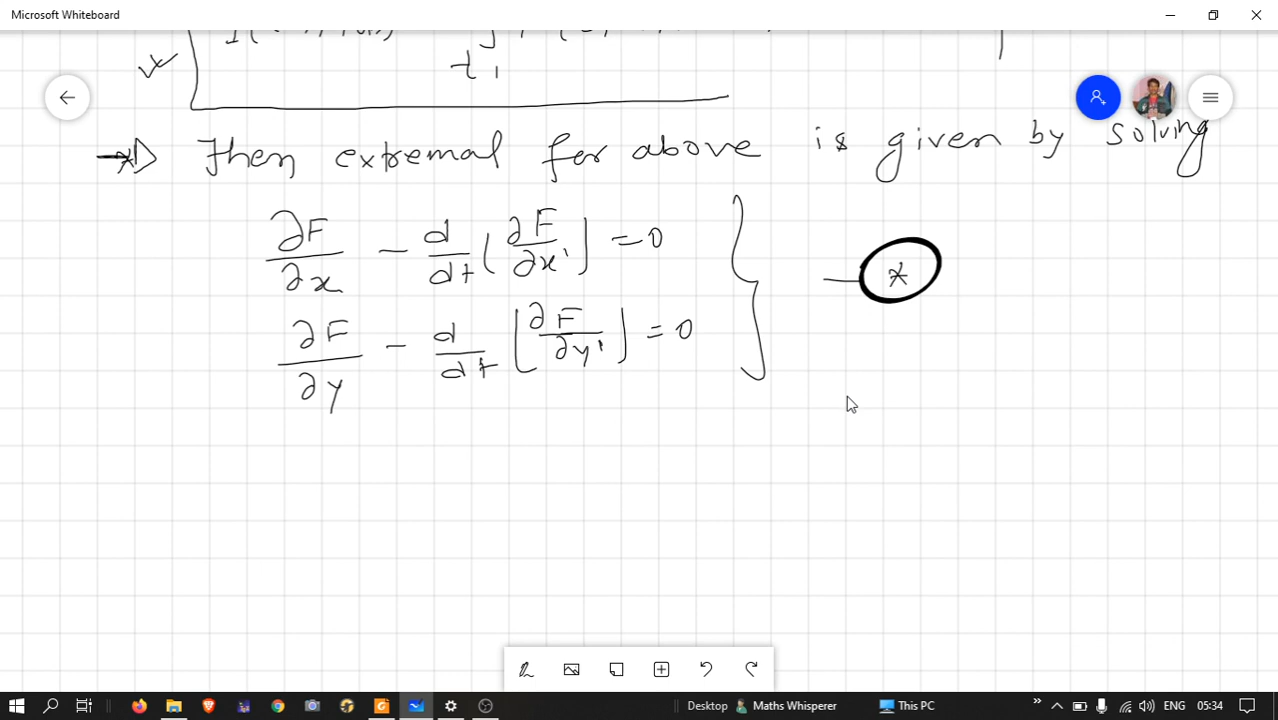 Microsoft Whiteboard
t₁
Then extremal for above is given by solving
∂F/∂x - d/dt (∂F/∂x') = 0
∂F/∂y - d/dt [∂F/∂y'] = 0
— *
Desktop
Maths Whisperer
This PC
ENG
05:34